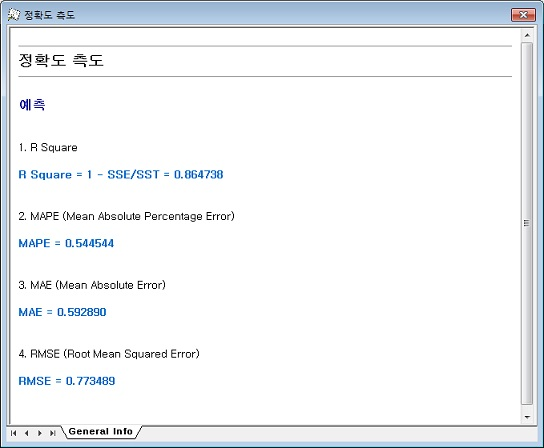 정확도 측도
정확도 측도
예측
1. R Square
R Square = 1 - SSE/SST = 0.864738
2. MAPE (Mean Absolute Percentage Error)
MAPE = 0.544544
3. MAE (Mean Absolute Error)
MAE = 0.592890
4. RMSE (Root Mean Squared Error)
RMSE = 0.773489
General Info